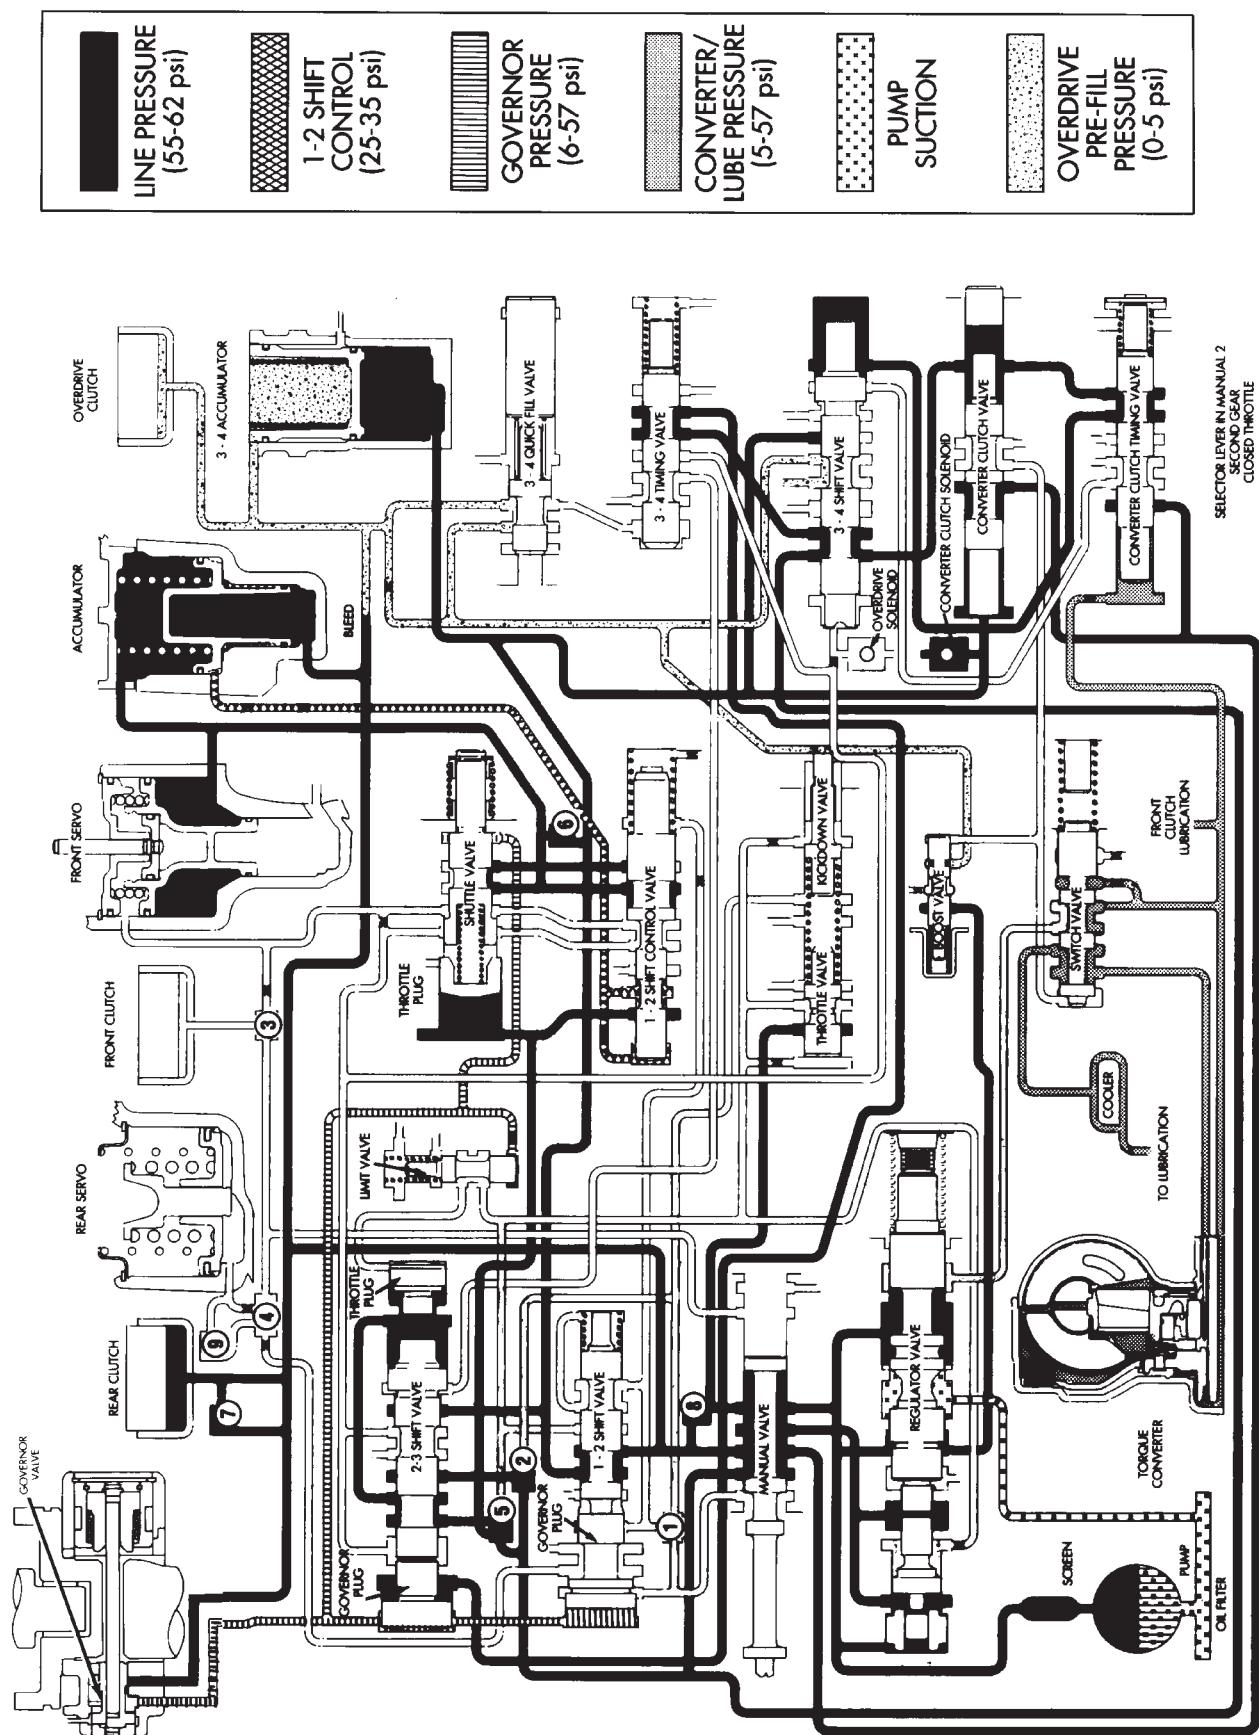 LINE PRESSURE
(55-62 psi)
1-2 SHIFT
CONTROL
(25-35 psi)
GOVERNOR
PRESSURE
(6-57 psi)
CONVERTER/
LUBE PRESSURE
(5-57 psi)
PUMP
SUCTION
OVERDRIVE
PRE-FILL
PRESSURE
(0-5 psi)
GOVERNOR
VALVE
REAR CLUTCH
REAR SERVO
FRONT CLUTCH
FRONT SERVO
ACCUMULATOR
OVERDRIVE
CLUTCH
3 - 4 ACCUMULATOR
BLEED
7
9
4
3
GOVERNOR
PLUG
2-3 SHIFT VALVE
THROTTLE
PLUG
LIMIT VALVE
THROTTLE
PLUG
SHUTTLE VALVE
6
3 - 4 QUICK FILL VALVE
5
2
GOVERNOR
PLUG
1 - 2 SHIFT VALVE
1 - 2 SHIFT CONTROL VALVE
3 - 4 TIMING VALVE
1
8
MANUAL VALVE
THROTTLE VALVE
KICKDOWN VALVE
3 - 4 SHIFT VALVE
OVERDRIVE
SOLENOID
REGULATOR VALVE
BOOST VALVE
CONVERTER CLUTCH SOLENOID
CONVERTER CLUTCH VALVE
SCREEN
SWITCH VALVE
COOLER
TO LUBRICATION
FRONT
CLUTCH
LUBRICATION
CONVERTER CLUTCH TIMING VALVE
TORQUE
CONVERTER
PUMP
OIL FILTER
SELECTOR LEVER IN MANUAL 2
SECOND GEAR
CLOSED THROTTLE